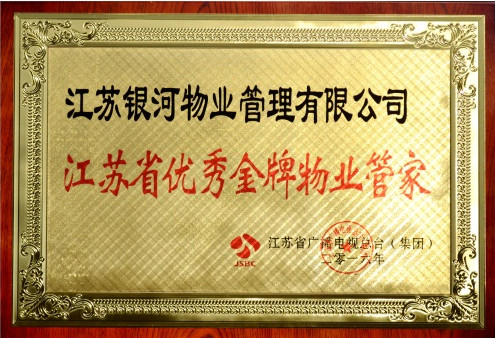 江苏银河物业管理有限公司
江苏省优秀金牌物业管家
JSBC
江苏省广播电视总台（集团）
二零一六年